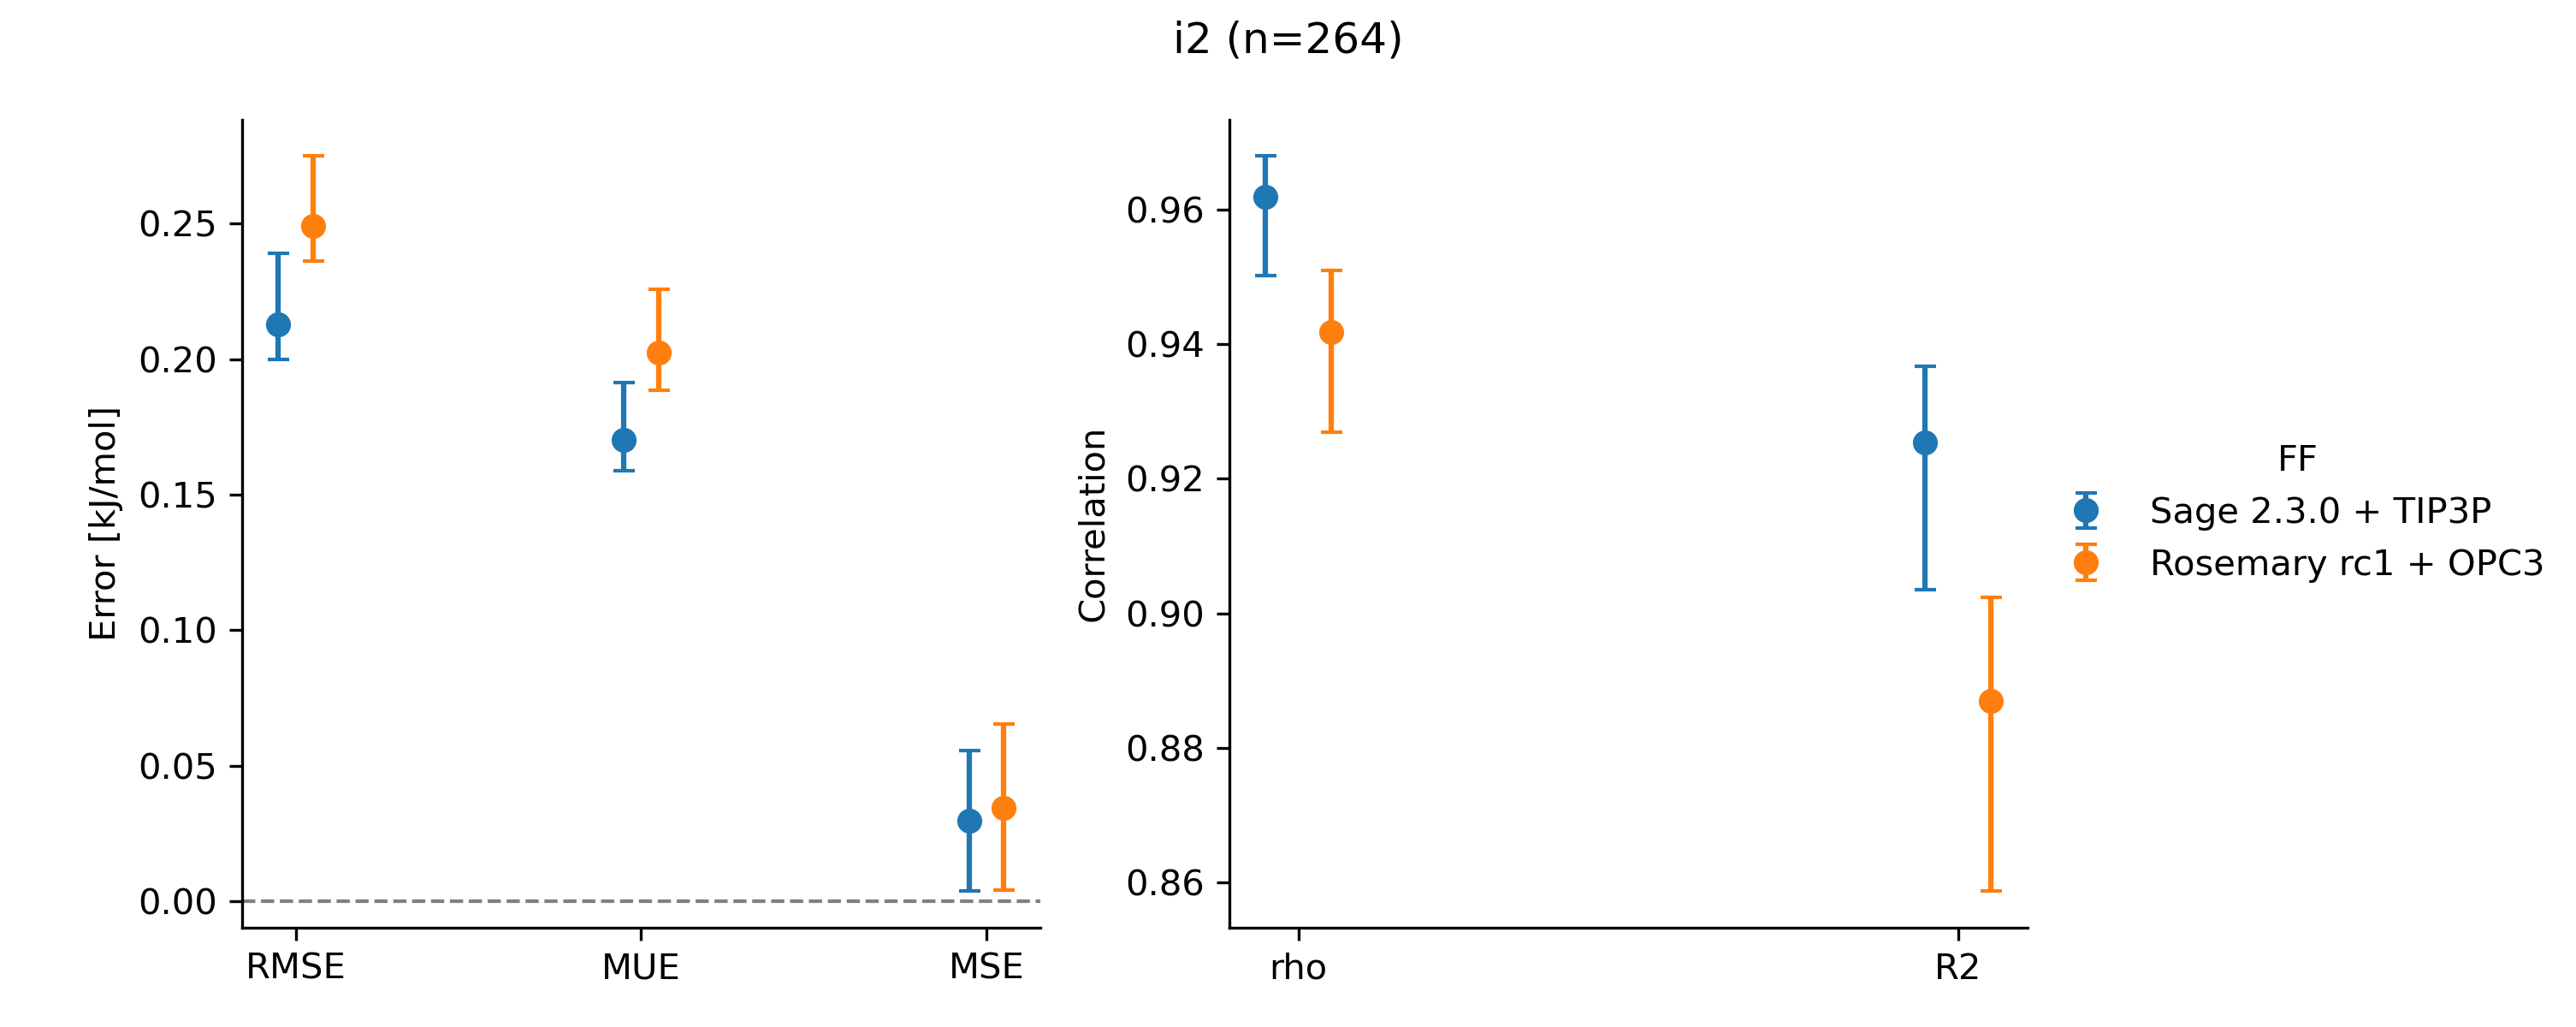 i2 (n=264)
Error [kJ/mol]
0.25
0.20
0.15
0.10
0.05
0.00
RMSE
MUE
MSE
Correlation
0.96
0.94
0.92
0.90
0.88
0.86
rho
R2
FF
Sage 2.3.0 + TIP3P
Rosemary rc1 + OPC3